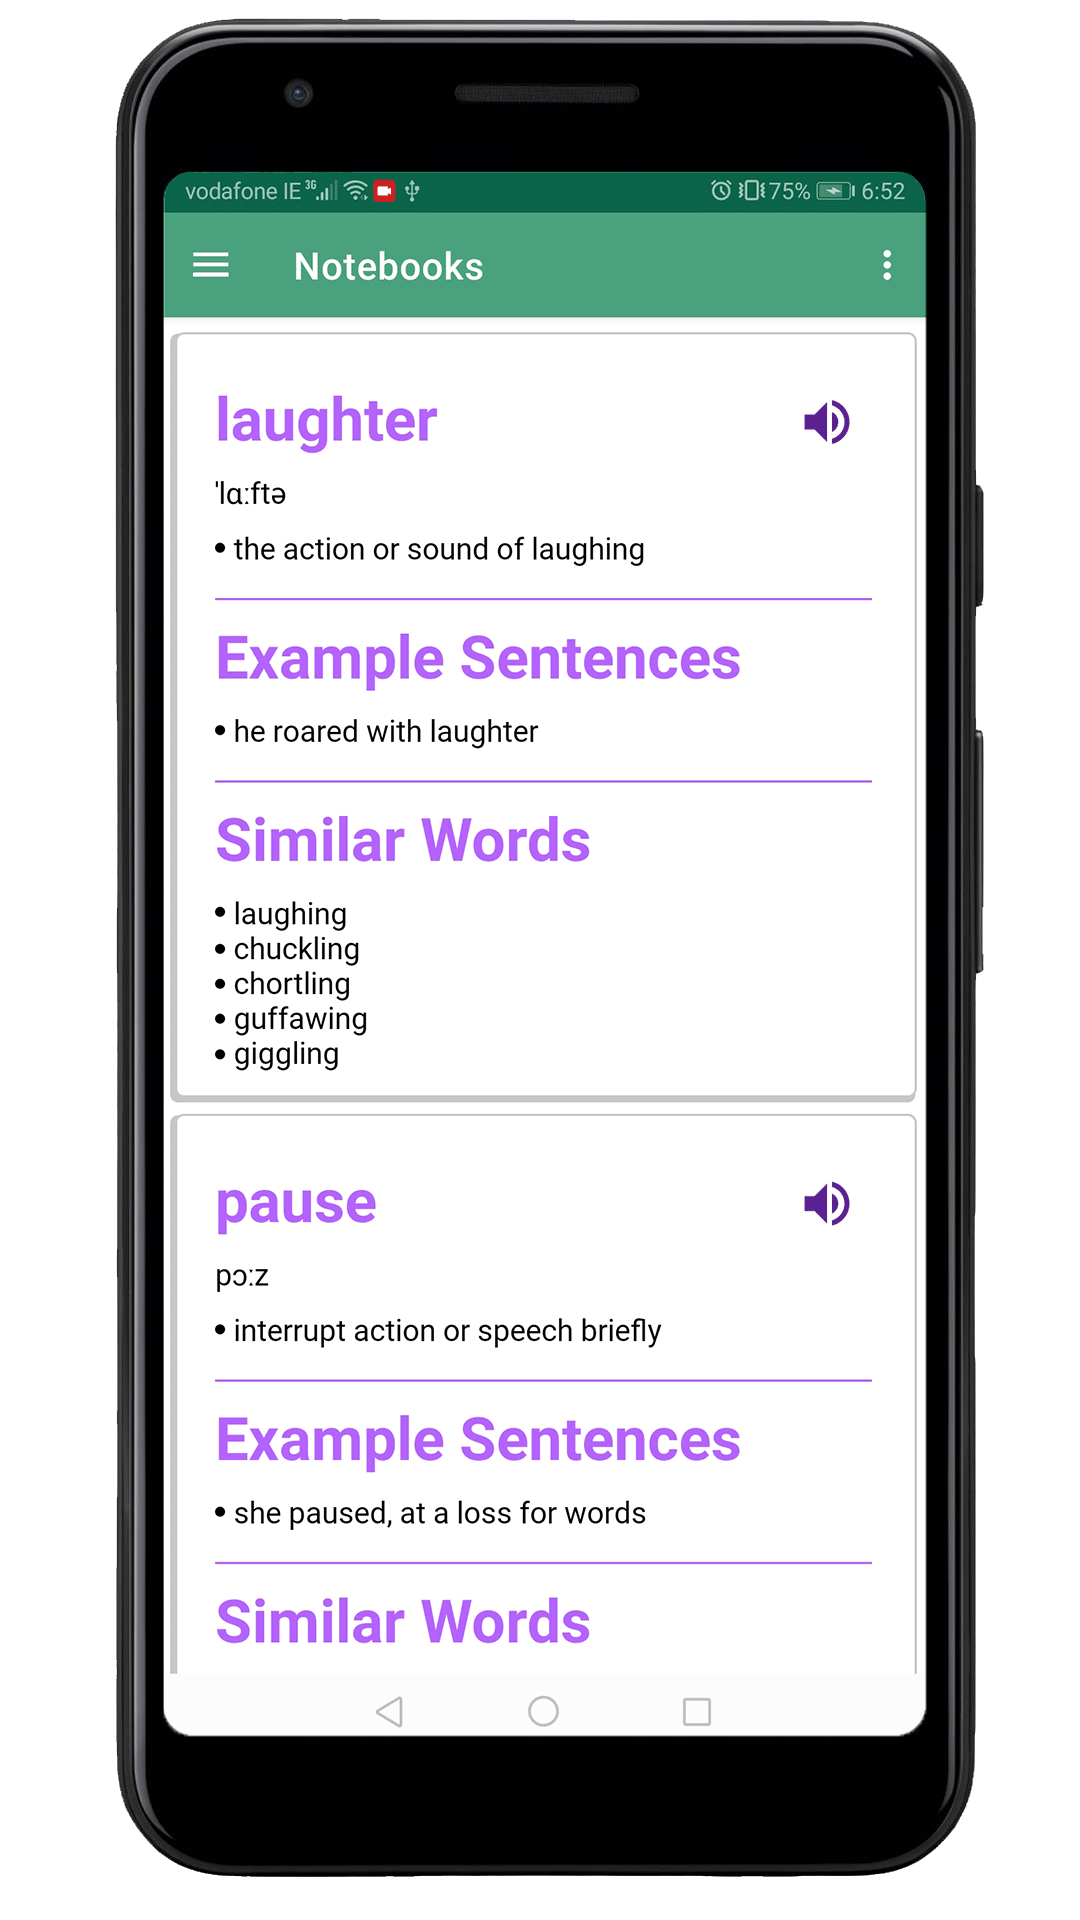 vodafone IE 3G 75% 6:52
Notebooks
laughter
ˈlɑːftə
• the action or sound of laughing
Example Sentences
• he roared with laughter
Similar Words
• laughing
• chuckling
• chortling
• guffawing
• giggling
pause
pɔːz
• interrupt action or speech briefly
Example Sentences
• she paused, at a loss for words
Similar Words